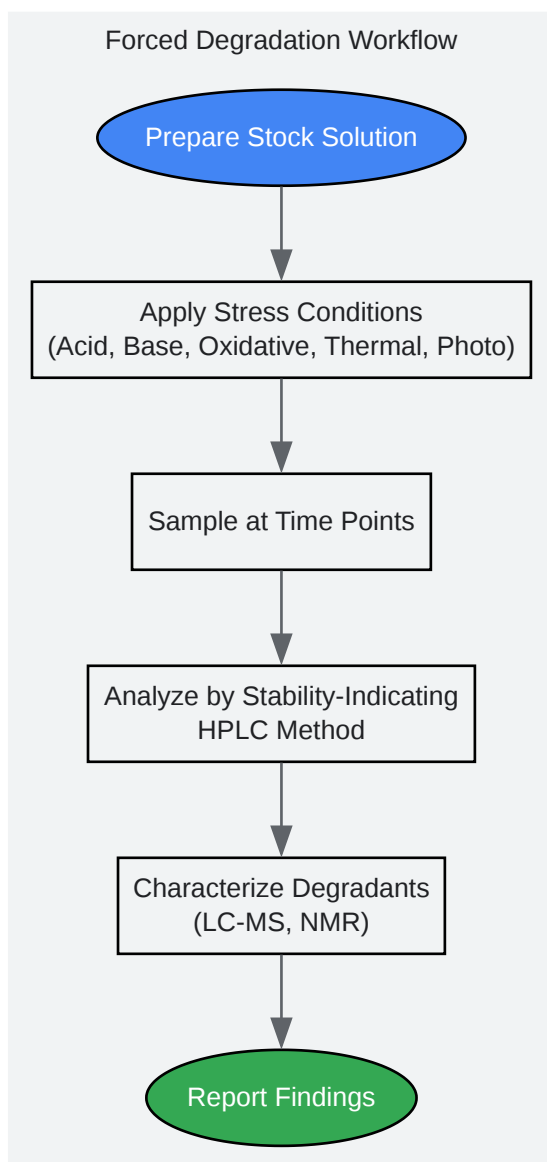 Forced Degradation Workflow
Prepare Stock Solution
Apply Stress Conditions
(Acid, Base, Oxidative, Thermal, Photo)
Sample at Time Points
Analyze by Stability-Indicating
HPLC Method
Characterize Degradants
(LC-MS, NMR)
Report Findings